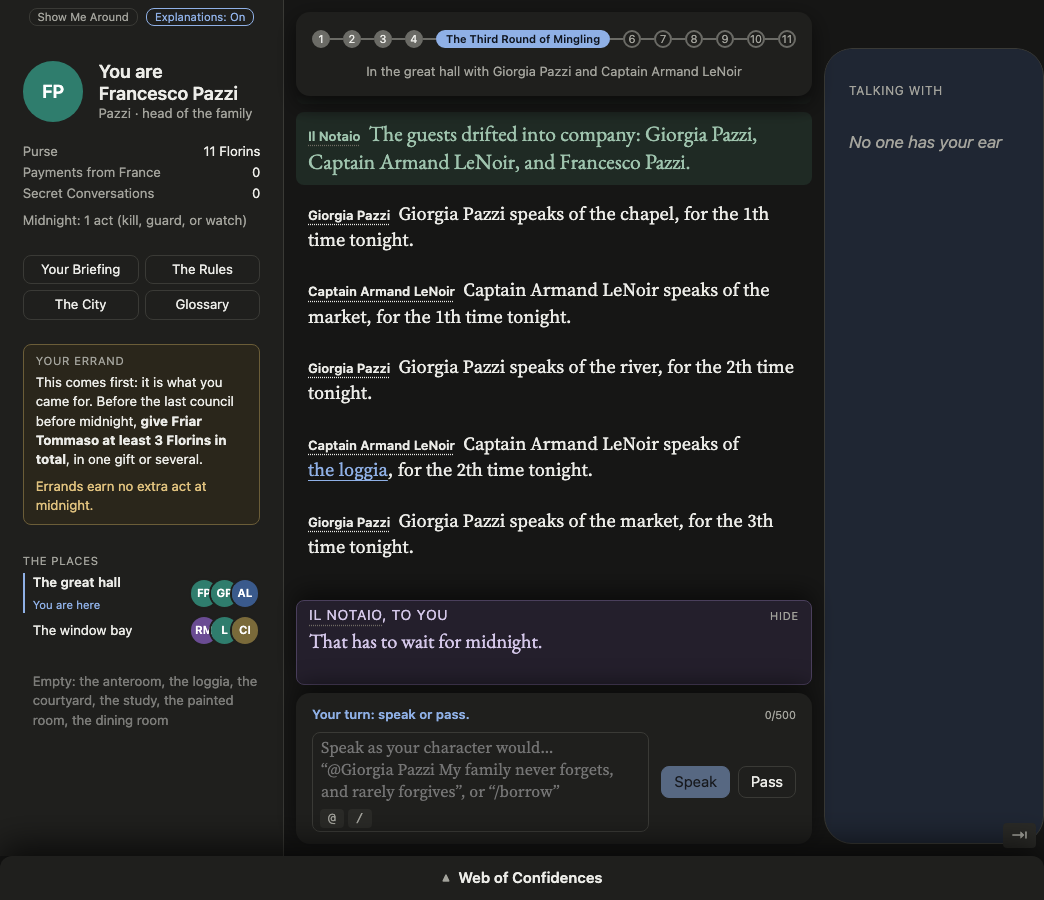 Show Me Around
Explanations: On
FP
You are
Francesco Pazzi
Pazzi · head of the family
Purse 11 Florins
Payments from France 0
Secret Conversations 0
Midnight: 1 act (kill, guard, or watch)
Your Briefing
The Rules
The City
Glossary
YOUR ERRAND
This comes first: it is what you
came for. Before the last council
before midnight, give Friar
Tommaso at least 3 Florins in
total, in one gift or several.
Errands earn no extra act at
midnight.
THE PLACES
The great hall
You are here
FP GP AL
The window bay
RM L CI
Empty: the anteroom, the loggia, the
courtyard, the study, the painted
room, the dining room
1 2 3 4 The Third Round of Mingling 6 7 8 9 10 11
In the great hall with Giorgia Pazzi and Captain Armand LeNoir
Il Notaio The guests drifted into company: Giorgia Pazzi,
Captain Armand LeNoir, and Francesco Pazzi.
Giorgia Pazzi Giorgia Pazzi speaks of the chapel, for the 1th
time tonight.
Captain Armand LeNoir Captain Armand LeNoir speaks of the
market, for the 1th time tonight.
Giorgia Pazzi Giorgia Pazzi speaks of the river, for the 2th time
tonight.
Captain Armand LeNoir Captain Armand LeNoir speaks of
the loggia, for the 2th time tonight.
Giorgia Pazzi Giorgia Pazzi speaks of the market, for the 3th
time tonight.
IL NOTAIO, TO YOU
HIDE
That has to wait for midnight.
Your turn: speak or pass.
0/500
Speak as your character would…
“@Giorgia Pazzi My family never forgets,
and rarely forgives”, or “/borrow”
@ /
Speak
Pass
TALKING WITH
No one has your ear
▲ Web of Confidences